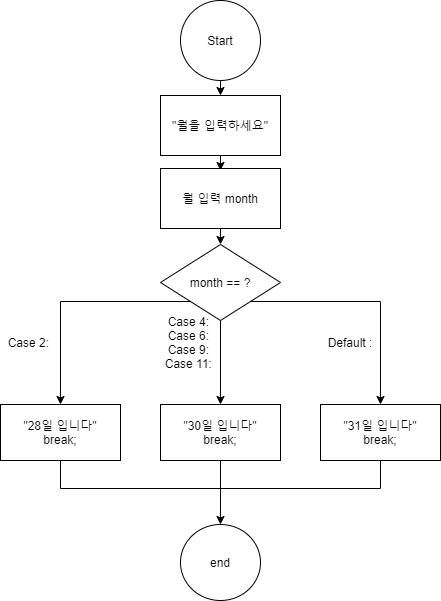 Start
"월을 입력하세요"
월 입력 month
month == ?
Case 2:
Case 4:
Case 6:
Case 9:
Case 11:
Default :
"28일 입니다"
break;
"30일 입니다"
break;
"31일 입니다"
break;
end